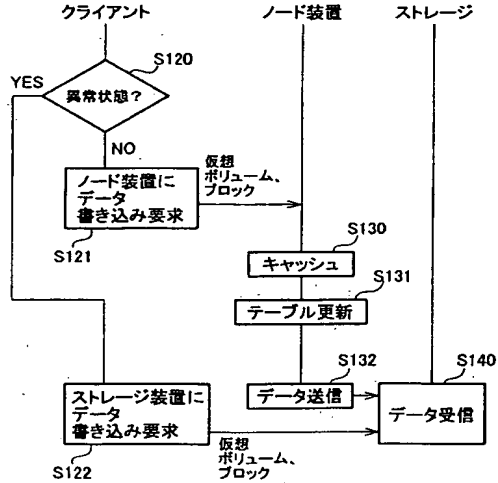 クライアント
ノード装置
ストレージ
S120
YES
異常状態?
NO
ノード装置に
データ
書き込み要求
S121
仮想
ボリューム、
ブロック
S130
キャッシュ
S131
テーブル更新
S132
データ送信
S140
データ受信
ストレージ装置に
データ
書き込み要求
S122
仮想
ボリューム、
ブロック